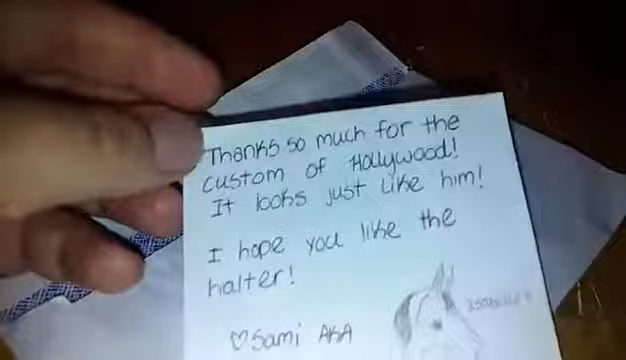 Thanks so much for the
custom of Hollywood!
It looks just like him!
I hope you like the
halter!
♡Sami AKA